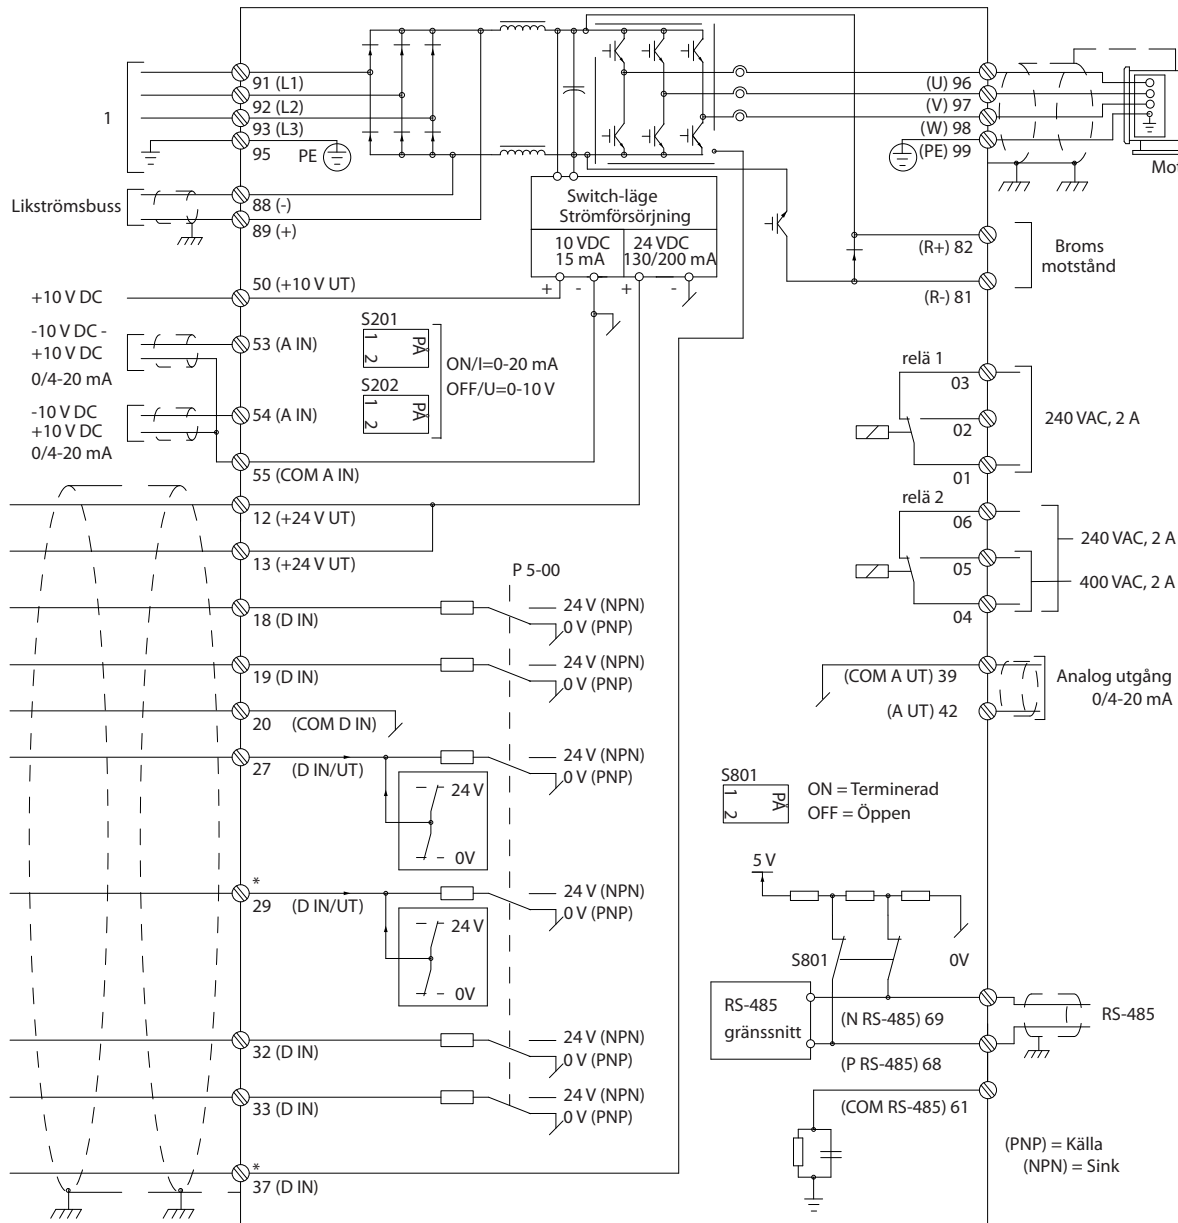 1
91 (L1)
92 (L2)
93 (L3)
95
PE
(U) 96
(V) 97
(W) 98
(PE) 99
Mot
Likströmsbuss
88 (-)
89 (+)
Switch-läge
Strömförsörjning
10 VDC
15 mA
24 VDC
130/200 mA
+ - + -
(R+) 82
(R-) 81
Broms
motstånd
+10 V DC
50 (+10 V UT)
-10 V DC -
+10 V DC
0/4-20 mA
53 (A IN)
S201
1
2
PÅ
ON/I=0-20 mA
OFF/U=0-10 V
S202
1
2
PÅ
-10 V DC
+10 V DC
0/4-20 mA
54 (A IN)
55 (COM A IN)
relä 1
03
02
01
240 VAC, 2 A
12 (+24 V UT)
13 (+24 V UT)
relä 2
06
05
04
240 VAC, 2 A
400 VAC, 2 A
P 5-00
18 (D IN)
24 V (NPN)
0 V (PNP)
19 (D IN)
24 V (NPN)
0 V (PNP)
(COM A UT) 39
(A UT) 42
Analog utgång
0/4-20 mA
20 (COM D IN)
27 (D IN/UT)
24 V (NPN)
0 V (PNP)
24 V
0V
S801
1
2
PÅ
ON = Terminerad
OFF = Öppen
*
29 (D IN/UT)
24 V (NPN)
0 V (PNP)
24 V
0V
5 V
S801
0V
RS-485
gränssnitt
(N RS-485) 69
(P RS-485) 68
(COM RS-485) 61
RS-485
32 (D IN)
24 V (NPN)
0 V (PNP)
33 (D IN)
24 V (NPN)
0 V (PNP)
*
37 (D IN)
(PNP) = Källa
(NPN) = Sink